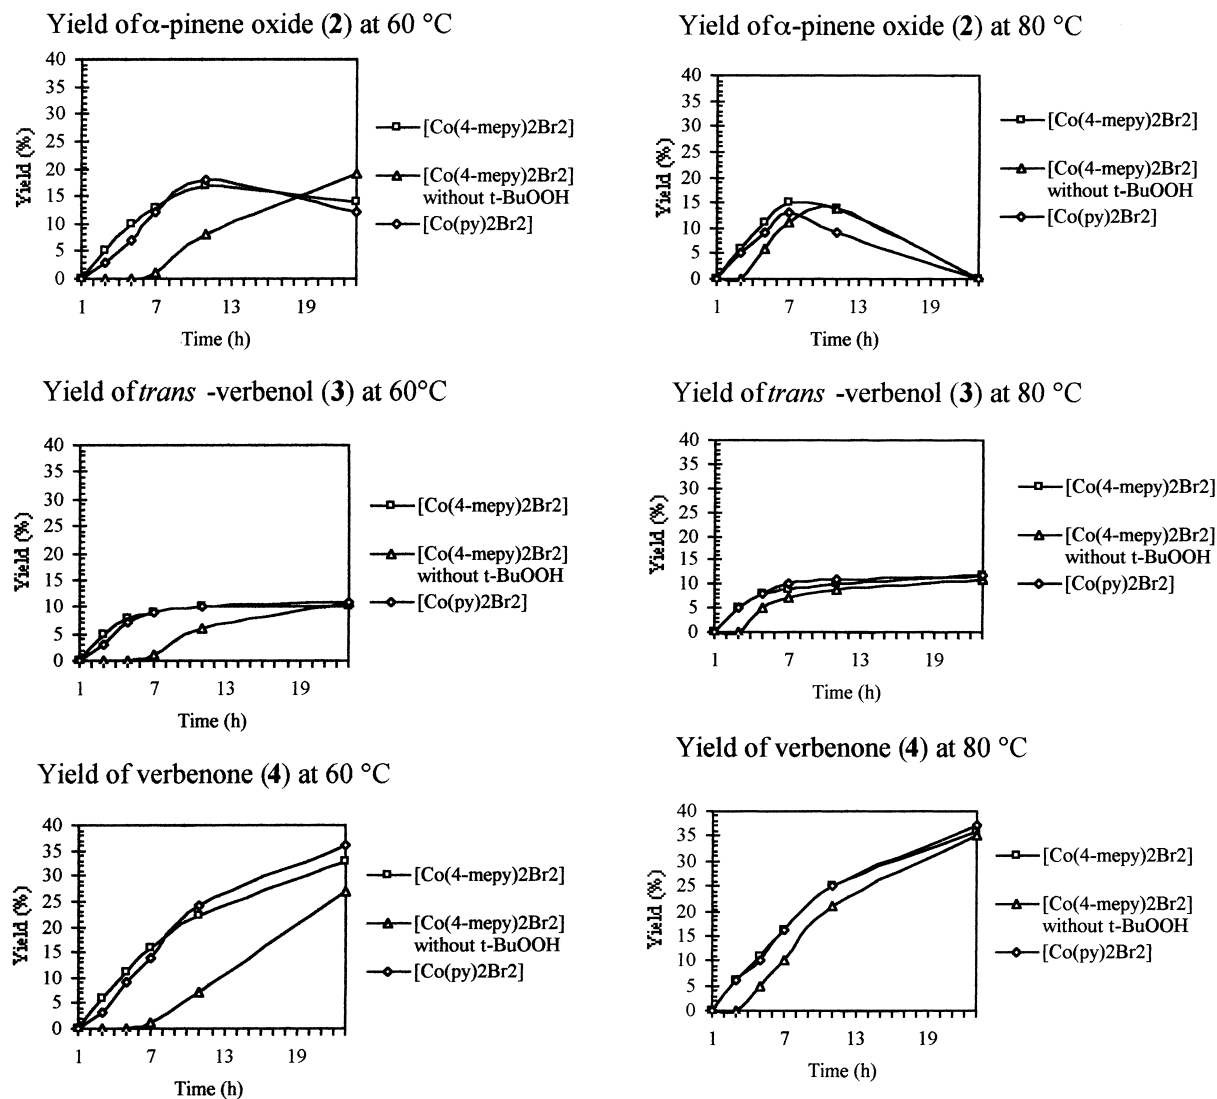 Yield of α-pinene oxide (2) at 60 °C
40
35
30
25
20
15
10
5
0
Yield (%)
1 7 13 19
Time (h)
[Co(4-mepy)2Br2]
[Co(4-mepy)2Br2]
without t-BuOOH
[Co(py)2Br2]
Yield of α-pinene oxide (2) at 80 °C
40
35
30
25
20
15
10
5
0
Yield (%)
1 7 13 19
Time (h)
[Co(4-mepy)2Br2]
[Co(4-mepy)2Br2]
without t-BuOOH
[Co(py)2Br2]
Yield of trans -verbenol (3) at 60°C
40
35
30
25
20
15
10
5
0
Yield (%)
1 7 13 19
Time (h)
[Co(4-mepy)2Br2]
[Co(4-mepy)2Br2]
without t-BuOOH
[Co(py)2Br2]
Yield of trans -verbenol (3) at 80 °C
40
35
30
25
20
15
10
5
0
Yield (%)
1 7 13 19
Time (h)
[Co(4-mepy)2Br2]
[Co(4-mepy)2Br2]
without t-BuOOH
[Co(py)2Br2]
Yield of verbenone (4) at 60 °C
40
35
30
25
20
15
10
5
0
Yield (%)
1 7 13 19
Time (h)
[Co(4-mepy)2Br2]
[Co(4-mepy)2Br2]
without t-BuOOH
[Co(py)2Br2]
Yield of verbenone (4) at 80 °C
40
35
30
25
20
15
10
5
0
Yield (%)
1 7 13 19
Time (h)
[Co(4-mepy)2Br2]
[Co(4-mepy)2Br2]
without t-BuOOH
[Co(py)2Br2]